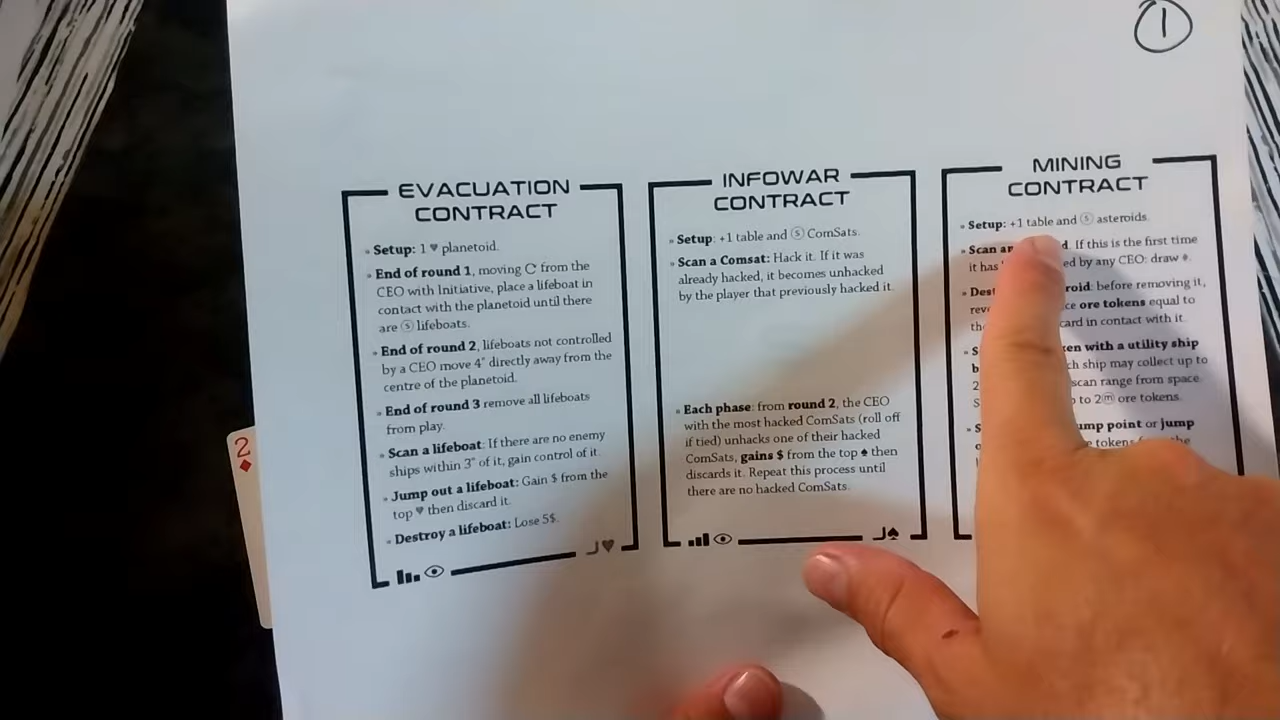 1
EVACUATION
CONTRACT
» Setup: 1 ♥ planetoid.
» End of round 1, moving C from the
CEO with Initiative, place a lifeboat in
contact with the planetoid until there
are Ⓢ lifeboats.
» End of round 2, lifeboats not controlled
by a CEO move 4" directly away from the
centre of the planetoid.
» End of round 3 remove all lifeboats
from play.
» Scan a lifeboat: If there are no enemy
ships within 3" of it, gain control of it.
» Jump out a lifeboat: Gain $ from the
top ♥ then discard it.
» Destroy a lifeboat: Lose 5$.
J♥
INFOWAR
CONTRACT
» Setup: +1 table and Ⓢ ComSats.
» Scan a Comsat: Hack it. If it was
already hacked, it becomes unhacked
by the player that previously hacked it.
» Each phase: from round 2, the CEO
with the most hacked ComSats (roll off
if tied) unhacks one of their hacked
ComSats, gains $ from the top ♠ then
discards it. Repeat this process until
there are no hacked ComSats.
J♠
MINING
CONTRACT
» Setup: +1 table and Ⓢ asteroids.
» Scan If this is the first time
it has by any CEO: draw ♦.
before removing it,
ore tokens equal to
card in contact with it.
with a utility ship
ship may collect up to
2 scan range from space
to 2ⓜ ore tokens.
jump point or jump
tokens
2♦